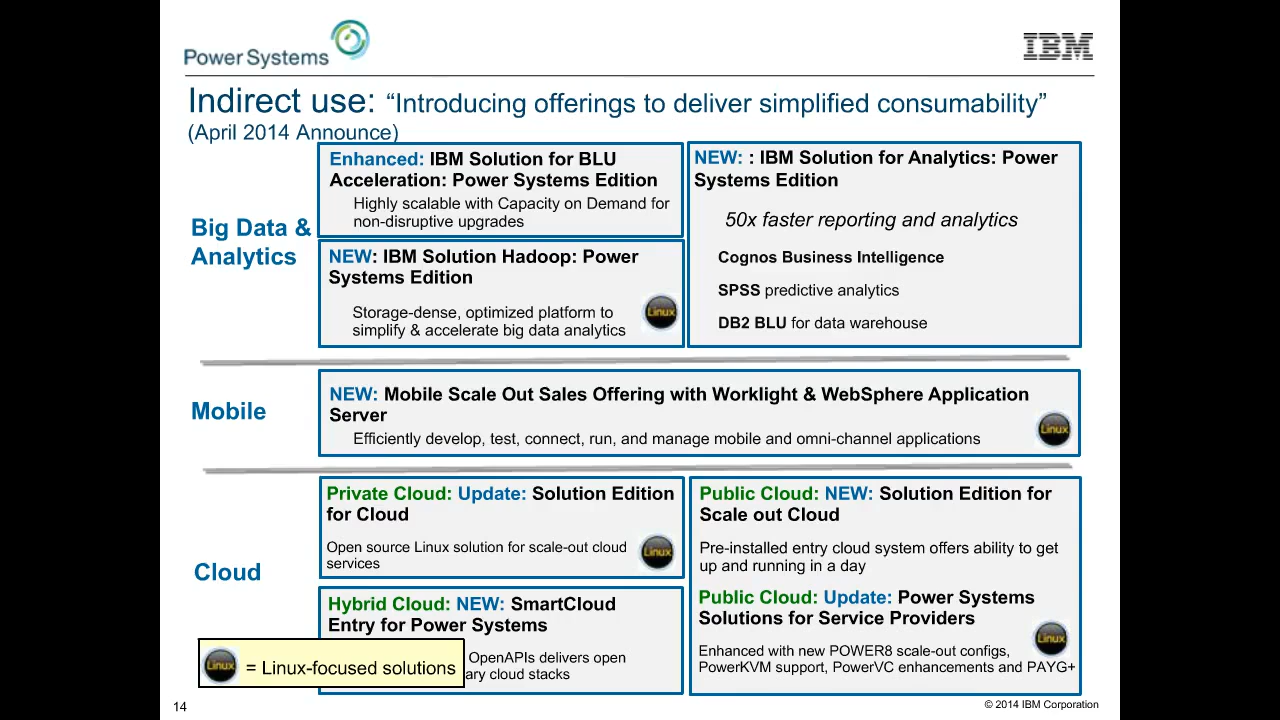 Power Systems
IBM
Indirect use: “Introducing offerings to deliver simplified consumability”
(April 2014 Announce)
Big Data &
Analytics
Enhanced: IBM Solution for BLU
Acceleration: Power Systems Edition
Highly scalable with Capacity on Demand for
non-disruptive upgrades
NEW: IBM Solution Hadoop: Power
Systems Edition
Storage-dense, optimized platform to
simplify & accelerate big data analytics
Linux
NEW: : IBM Solution for Analytics: Power
Systems Edition
50x faster reporting and analytics
Cognos Business Intelligence
SPSS predictive analytics
DB2 BLU for data warehouse
Mobile
NEW: Mobile Scale Out Sales Offering with Worklight & WebSphere Application
Server
Efficiently develop, test, connect, run, and manage mobile and omni-channel applications
Linux
Cloud
Private Cloud: Update: Solution Edition
for Cloud
Open source Linux solution for scale-out cloud
services
Linux
Hybrid Cloud: NEW: SmartCloud
Entry for Power Systems
OpenAPIs delivers open
ary cloud stacks
Public Cloud: NEW: Solution Edition for
Scale out Cloud
Pre-installed entry cloud system offers ability to get
up and running in a day
Public Cloud: Update: Power Systems
Solutions for Service Providers
Enhanced with new POWER8 scale-out configs,
PowerKVM support, PowerVC enhancements and PAYG+
Linux
Linux = Linux-focused solutions
14
© 2014 IBM Corporation